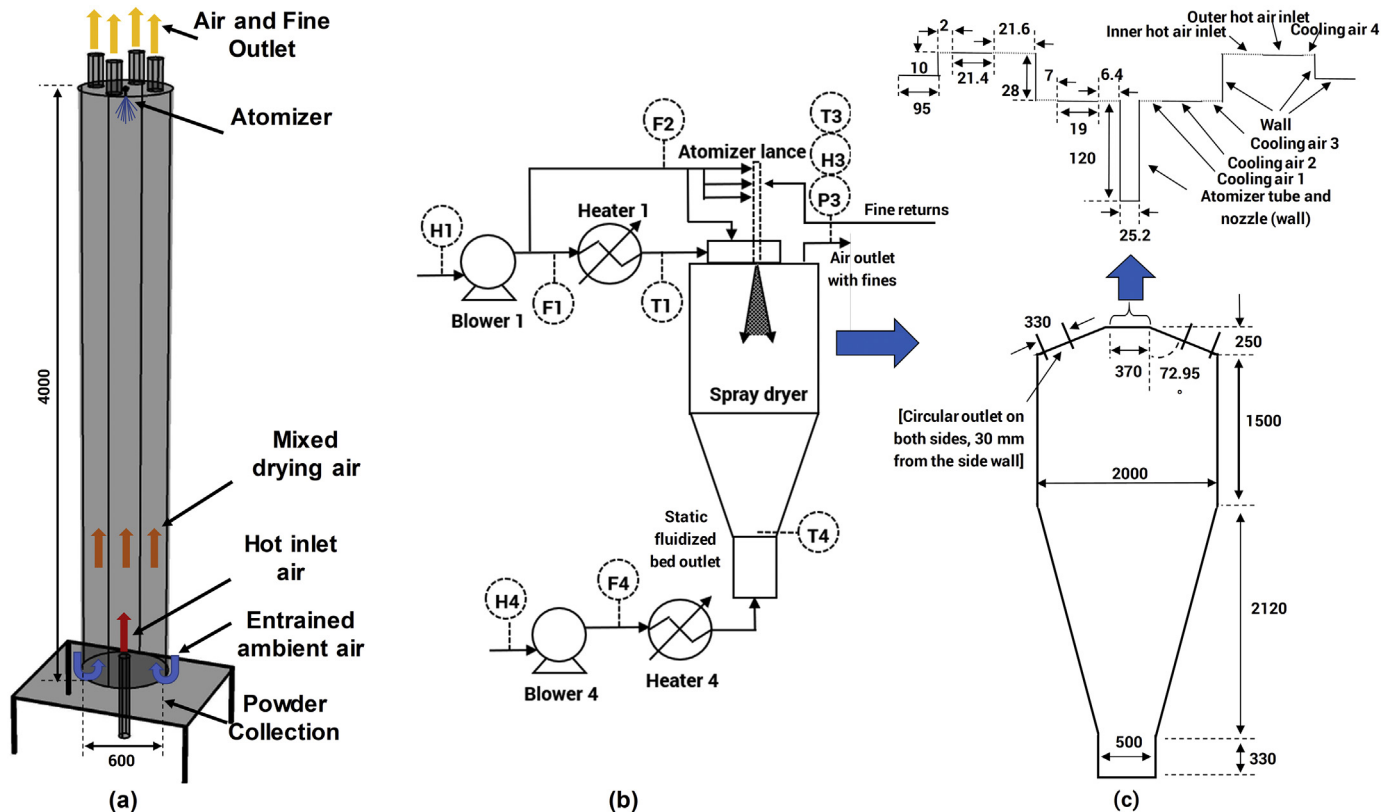 Air and Fine
Outlet
Atomizer
4000
Mixed
drying air
Hot inlet
air
Entrained
ambient air
Powder
Collection
600
(a)
F2
T3
Atomizer lance
H3
P3
Fine returns
H1
Heater 1
Air outlet
with fines
F1
T1
Blower 1
Spray dryer
Static
fluidized
bed outlet
T4
H4
F4
Blower 4
Heater 4
(b)
2
21.6
Outer hot air inlet
Inner hot air inlet
Cooling air 4
10
21.4
7
6.4
28
95
19
Wall
Cooling air 3
120
Cooling air 2
Cooling air 1
Atomizer tube and
nozzle (wall)
25.2
330
250
370
72.95
°
[Circular outlet on
both sides, 30 mm
from the side wall]
1500
2000
2120
500
330
(c)